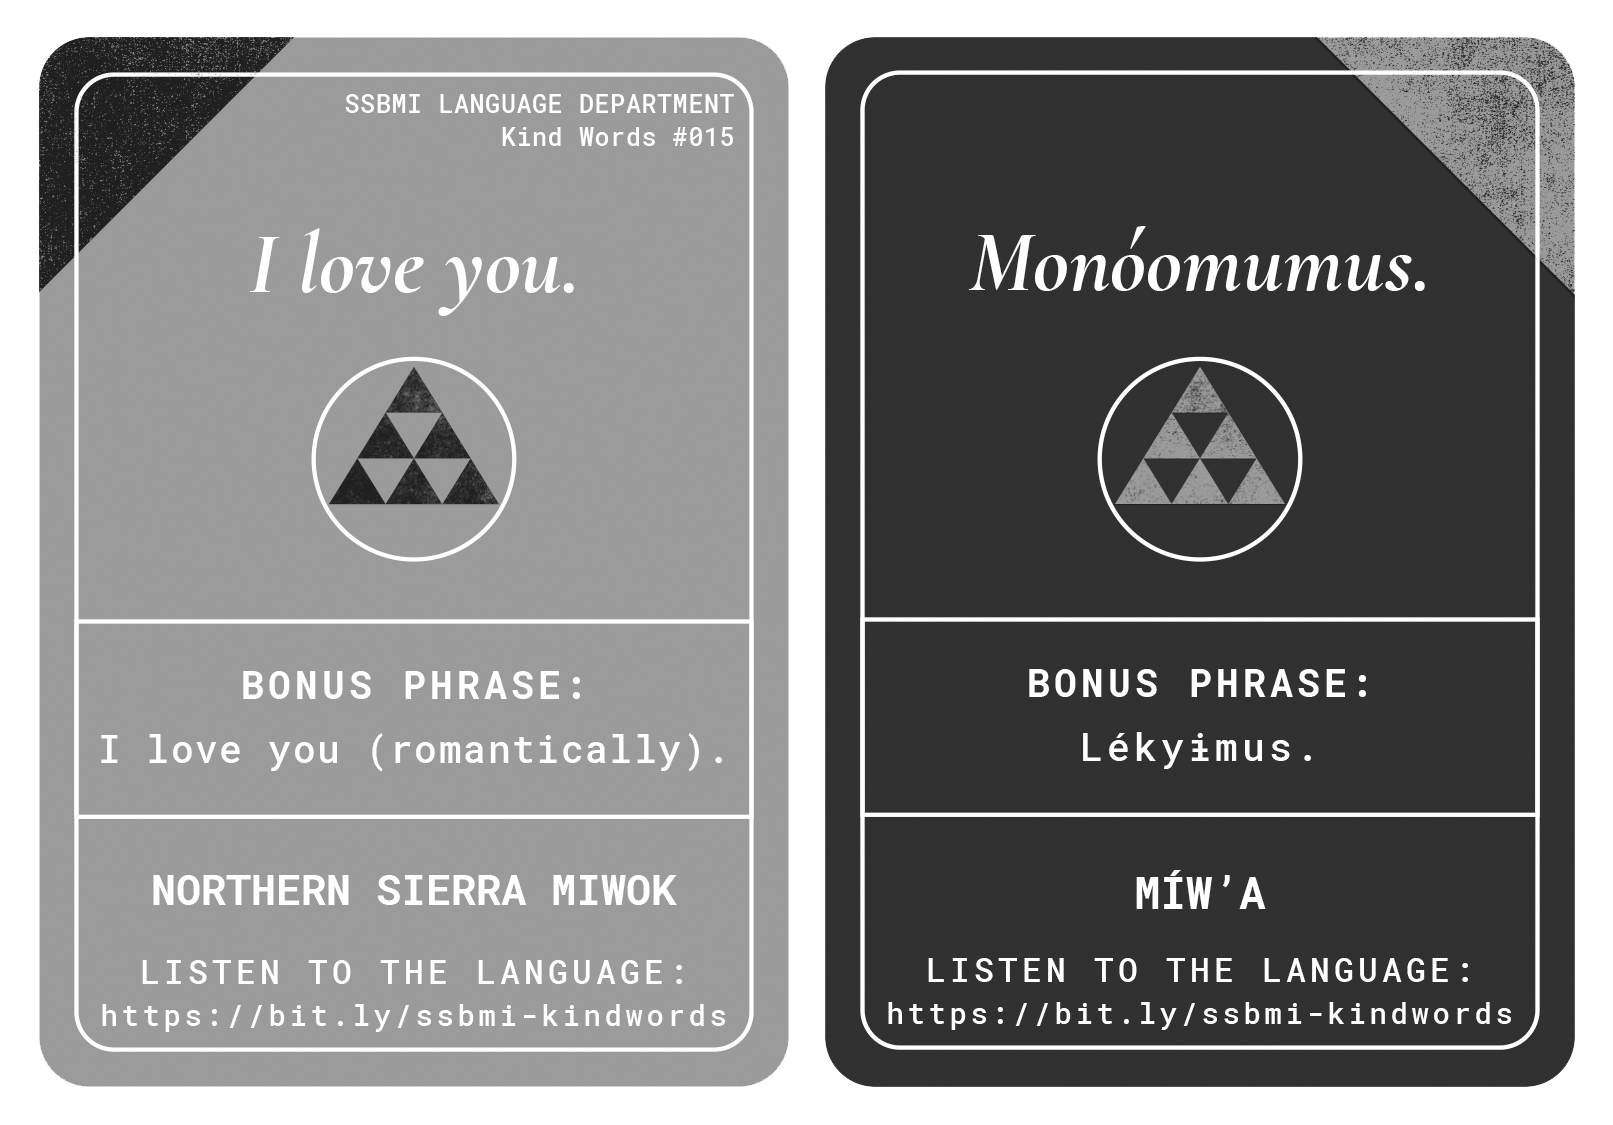 SSBMI LANGUAGE DEPARTMENT
Kind Words #015
I love you.
BONUS PHRASE:
I love you (romantically).
NORTHERN SIERRA MIWOK
LISTEN TO THE LANGUAGE:
https://bit.ly/ssbmi-kindwords
Monóomumus.
BONUS PHRASE:
Lékyɨmus.
MÍW’A
LISTEN TO THE LANGUAGE:
https://bit.ly/ssbmi-kindwords